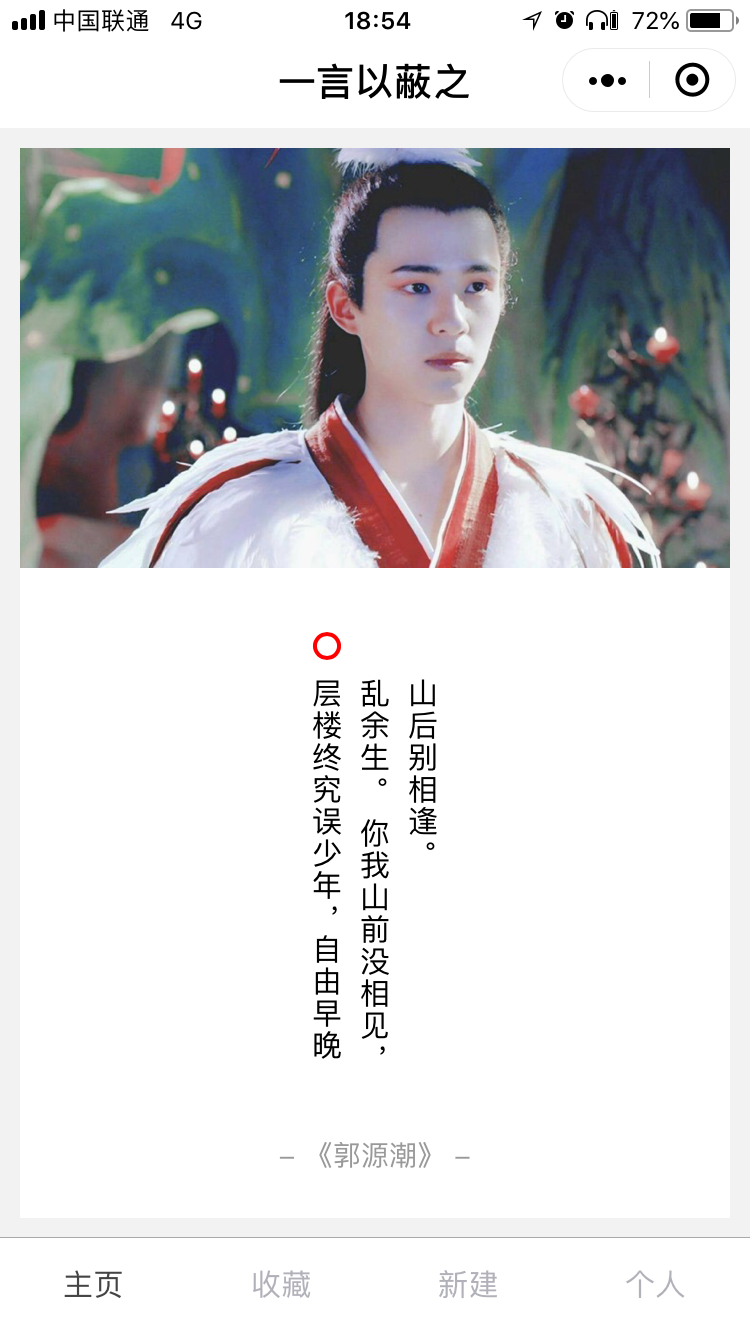 中国联通 4G 18:54 72%
一言以蔽之
层楼终究误少年，自由早晚
乱余生。 你我山前没相见，
山后别相逢。
– 《郭源潮》 –
主页 收藏 新建 个人